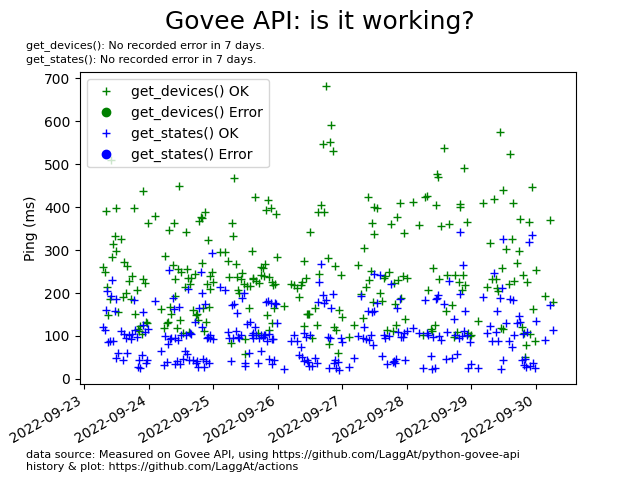 Govee API: is it working?
get_devices(): No recorded error in 7 days.
get_states(): No recorded error in 7 days.
get_devices() OK
get_devices() Error
get_states() OK
get_states() Error
Ping (ms)
700
600
500
400
300
200
100
0
2022-09-23
2022-09-24
2022-09-25
2022-09-26
2022-09-27
2022-09-28
2022-09-29
2022-09-30
data source: Measured on Govee API, using https://github.com/LaggAt/python-govee-api
history & plot: https://github.com/LaggAt/actions